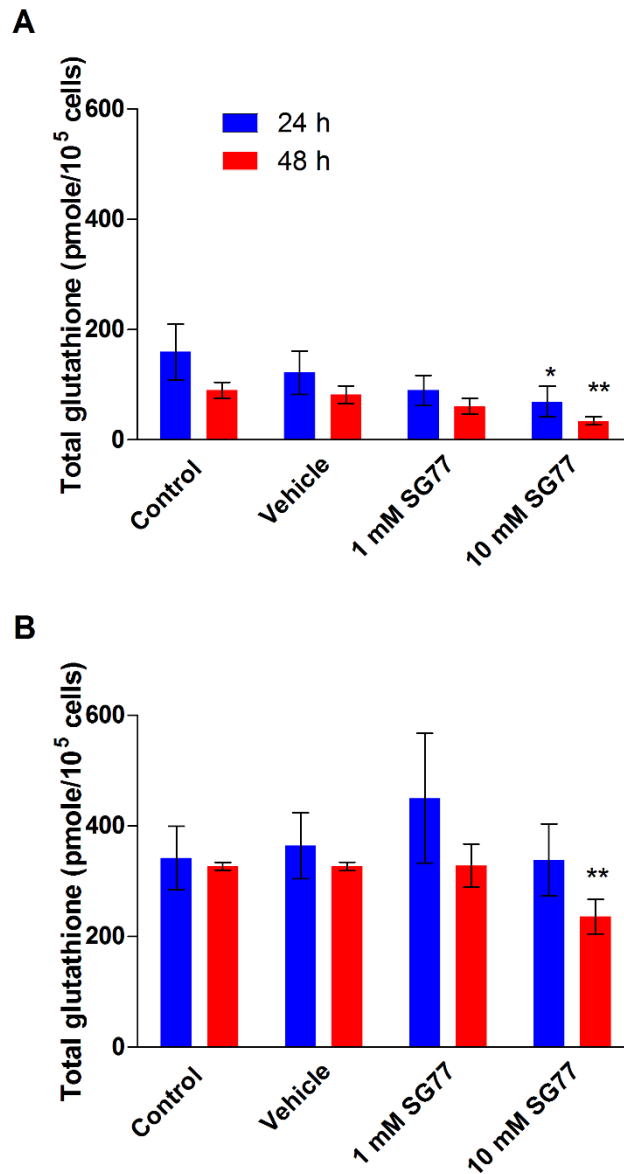 A
Total glutathione (pmole/10⁵ cells)
600
400
200
0
24 h
48 h
*
**
Control
Vehicle
1 mM SG77
10 mM SG77
B
Total glutathione (pmole/10⁵ cells)
600
400
200
0
**
Control
Vehicle
1 mM SG77
10 mM SG77